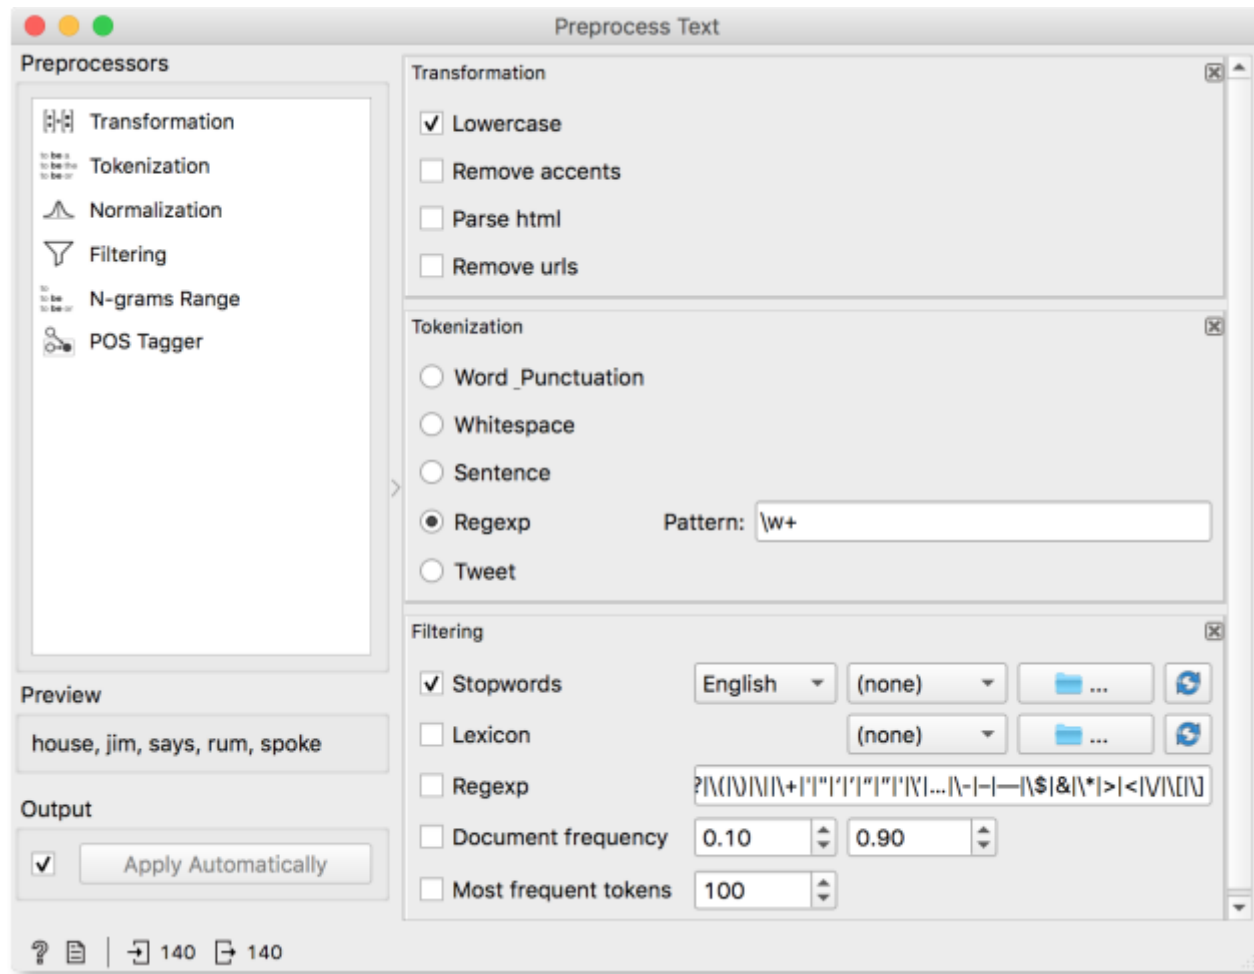 Preprocess Text
Preprocessors
Transformation
Tokenization
Normalization
Filtering
N-grams Range
POS Tagger
Preview
house, jim, says, rum, spoke
Output
Apply Automatically
140 140
Transformation
Lowercase
Remove accents
Parse html
Remove urls
Tokenization
Word _Punctuation
Whitespace
Sentence
Regexp Pattern: \w+
Tweet
Filtering
Stopwords English (none) ...
Lexicon (none) ...
Regexp
Document frequency 0.10 0.90
Most frequent tokens 100